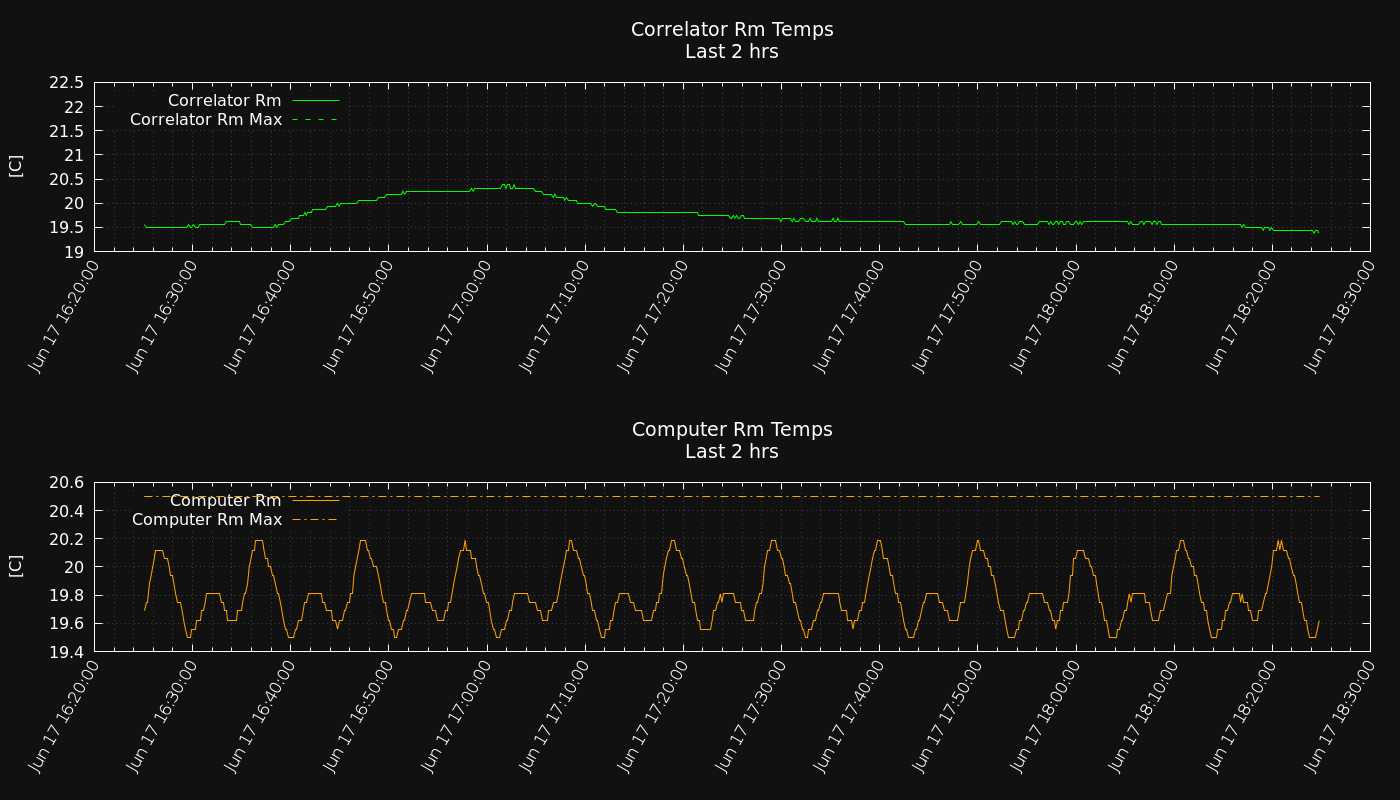 Correlator Rm Temps
Last 2 hrs
22.5
22
21.5
21
20.5
20
19.5
19
[C]
Correlator Rm
Correlator Rm Max
Jun 17 16:20:00
Jun 17 16:30:00
Jun 17 16:40:00
Jun 17 16:50:00
Jun 17 17:00:00
Jun 17 17:10:00
Jun 17 17:20:00
Jun 17 17:30:00
Jun 17 17:40:00
Jun 17 17:50:00
Jun 17 18:00:00
Jun 17 18:10:00
Jun 17 18:20:00
Jun 17 18:30:00
Computer Rm Temps
Last 2 hrs
20.6
20.4
20.2
20
19.8
19.6
19.4
[C]
Computer Rm
Computer Rm Max
Jun 17 16:20:00
Jun 17 16:30:00
Jun 17 16:40:00
Jun 17 16:50:00
Jun 17 17:00:00
Jun 17 17:10:00
Jun 17 17:20:00
Jun 17 17:30:00
Jun 17 17:40:00
Jun 17 17:50:00
Jun 17 18:00:00
Jun 17 18:10:00
Jun 17 18:20:00
Jun 17 18:30:00